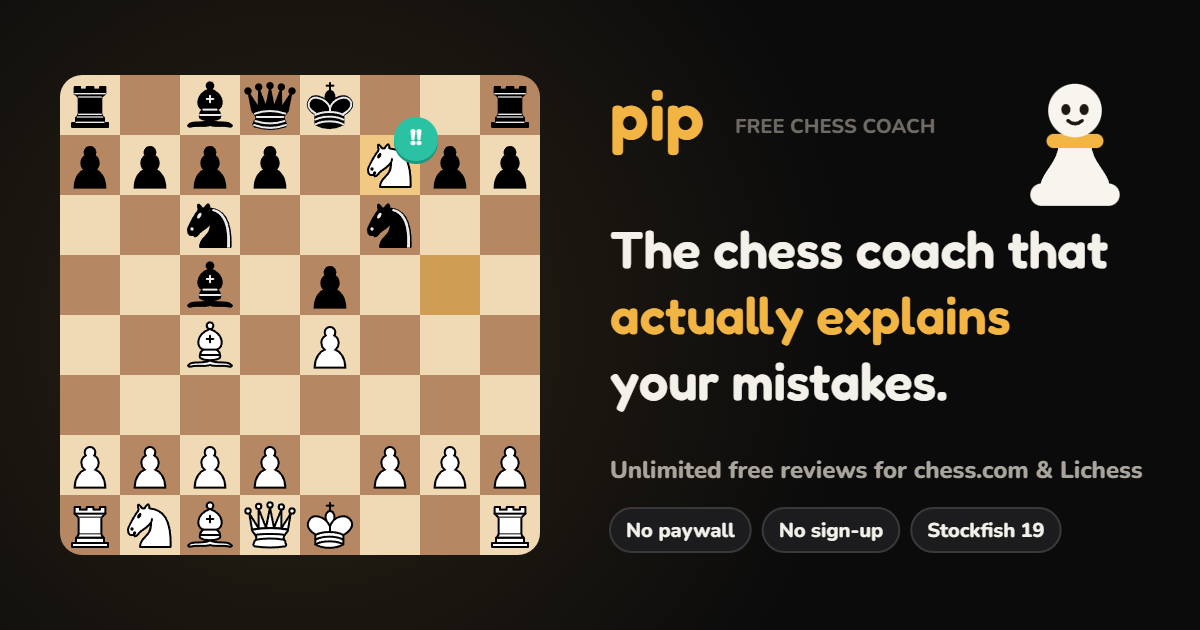 !!
pip
FREE CHESS COACH
The chess coach that
actually explains
your mistakes.
Unlimited free reviews for chess.com & Lichess
No paywall
No sign-up
Stockfish 19